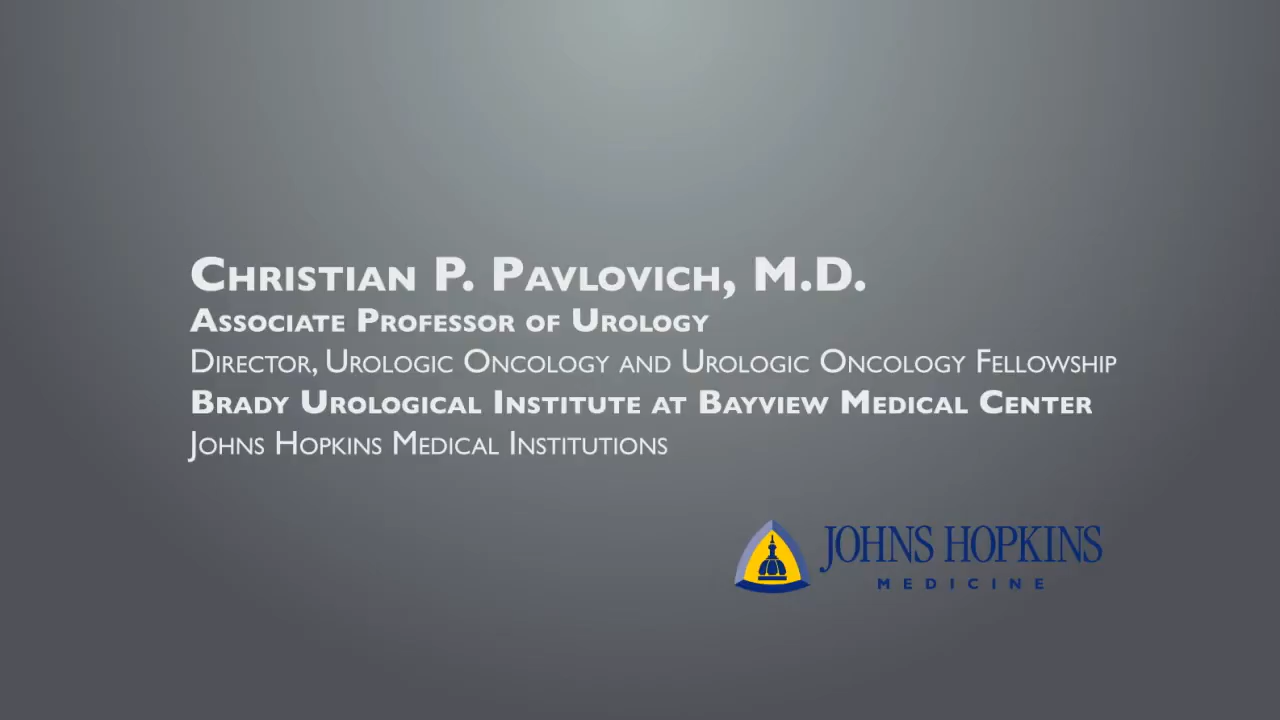 Christian P. Pavlovich, M.D.
Associate Professor of Urology
Director, Urologic Oncology and Urologic Oncology Fellowship
Brady Urological Institute at Bayview Medical Center
Johns Hopkins Medical Institutions
JOHNS HOPKINS
MEDICINE